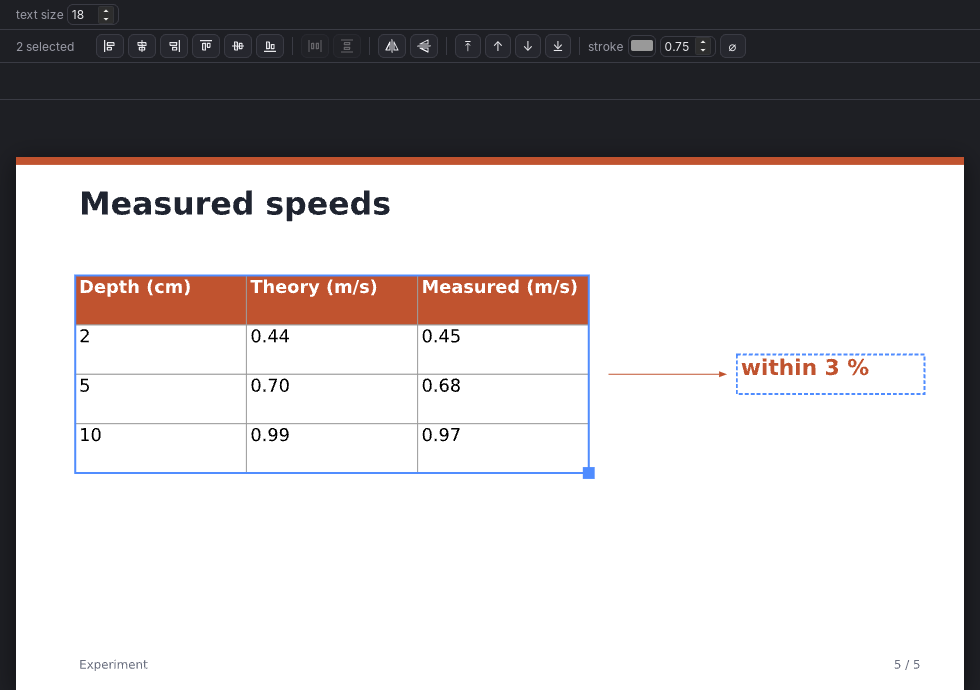 text size 18
2 selected
stroke 0.75
Measured speeds
Depth (cm) Theory (m/s) Measured (m/s)
2 0.44 0.45
5 0.70 0.68
10 0.99 0.97
within 3 %
Experiment 5 / 5